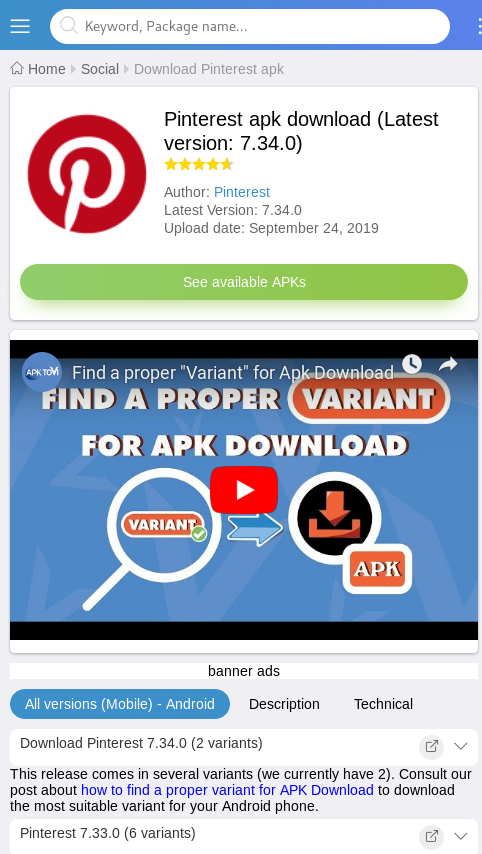 Keyword, Package name...
Home Social Download Pinterest apk
Pinterest apk download (Latest
version: 7.34.0)
Author: Pinterest
Latest Version: 7.34.0
Upload date: September 24, 2019
See available APKs
Find a proper "Variant" for Apk Download
FIND A PROPER VARIANT
FOR APK DOWNLOAD
VARIANT
APK
banner ads
All versions (Mobile) - Android Description Technical
Download Pinterest 7.34.0 (2 variants)
This release comes in several variants (we currently have 2). Consult our
post about how to find a proper variant for APK Download to download
the most suitable variant for your Android phone.
Pinterest 7.33.0 (6 variants)